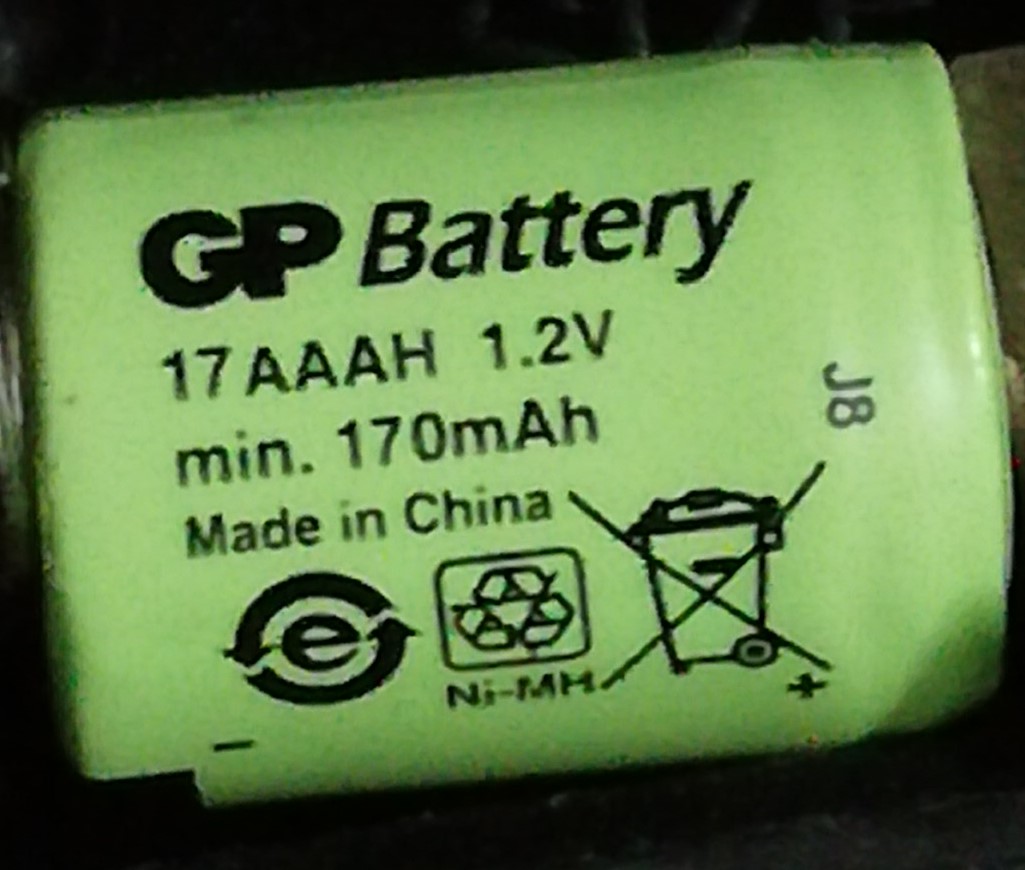 GP Battery
17AAAH 1.2V
min. 170mAh
J8
Made in China
e
Ni-MH
+
-